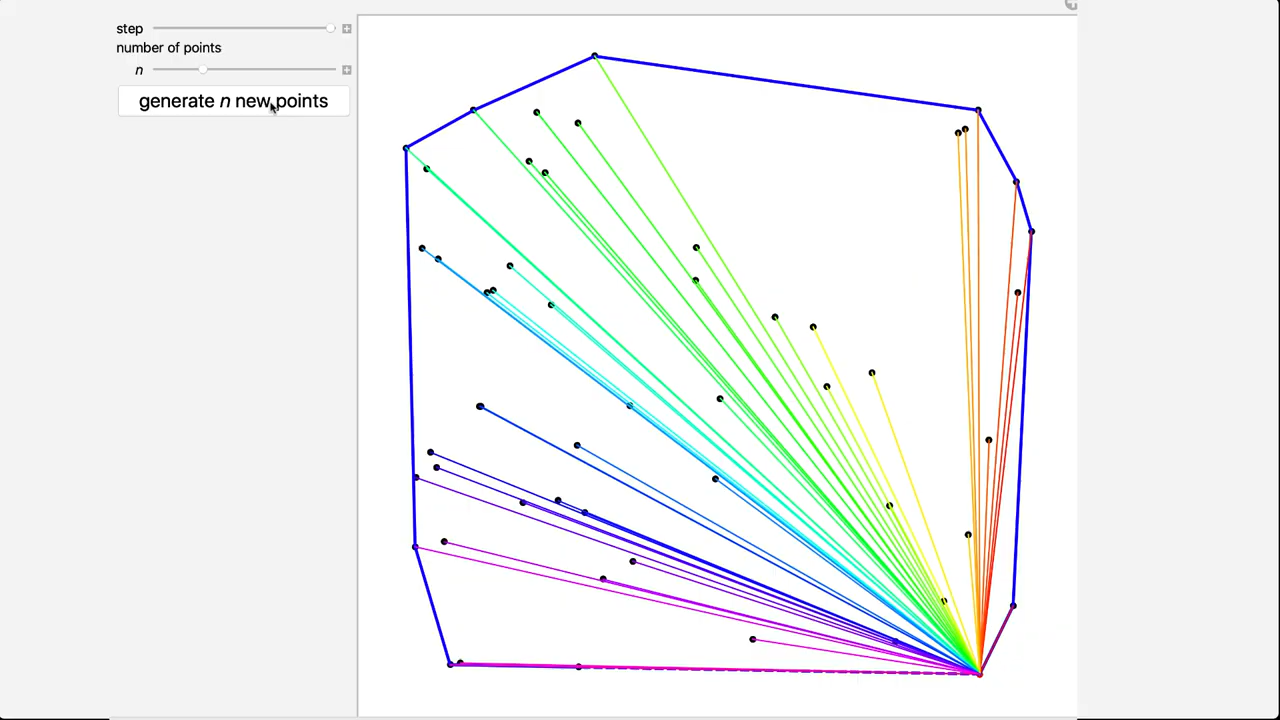 step
number of points
n
generate n new points